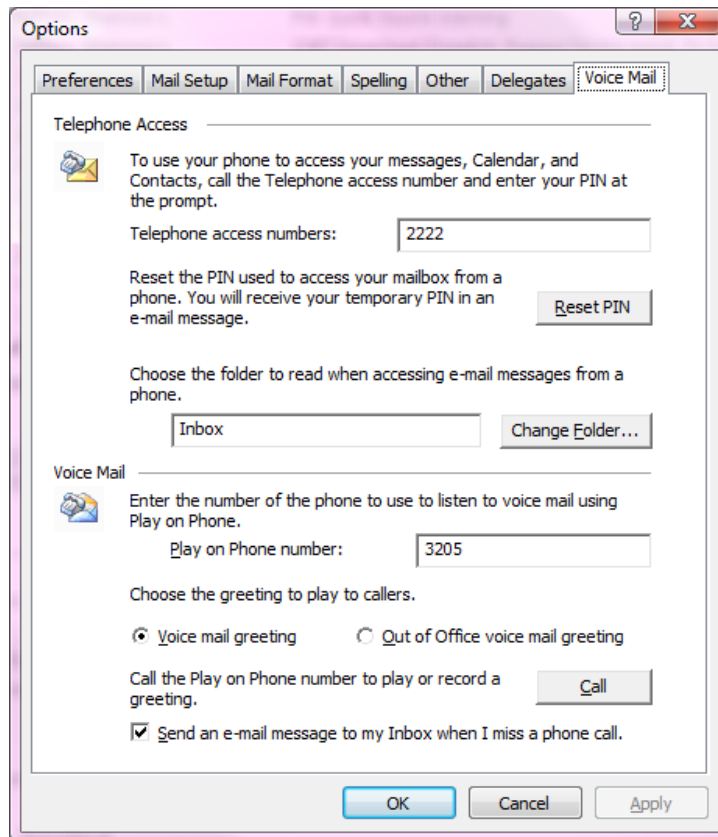 Options
Preferences Mail Setup Mail Format Spelling Other Delegates Voice Mail
Telephone Access
To use your phone to access your messages, Calendar, and
Contacts, call the Telephone access number and enter your PIN at
the prompt.
Telephone access numbers: 2222
Reset the PIN used to access your mailbox from a
phone. You will receive your temporary PIN in an
e-mail message.
Reset PIN
Choose the folder to read when accessing e-mail messages from a
phone.
Inbox Change Folder...
Voice Mail
Enter the number of the phone to use to listen to voice mail using
Play on Phone.
Play on Phone number: 3205
Choose the greeting to play to callers.
Voice mail greeting Out of Office voice mail greeting
Call the Play on Phone number to play or record a
greeting.
Call
Send an e-mail message to my Inbox when I miss a phone call.
OK Cancel Apply